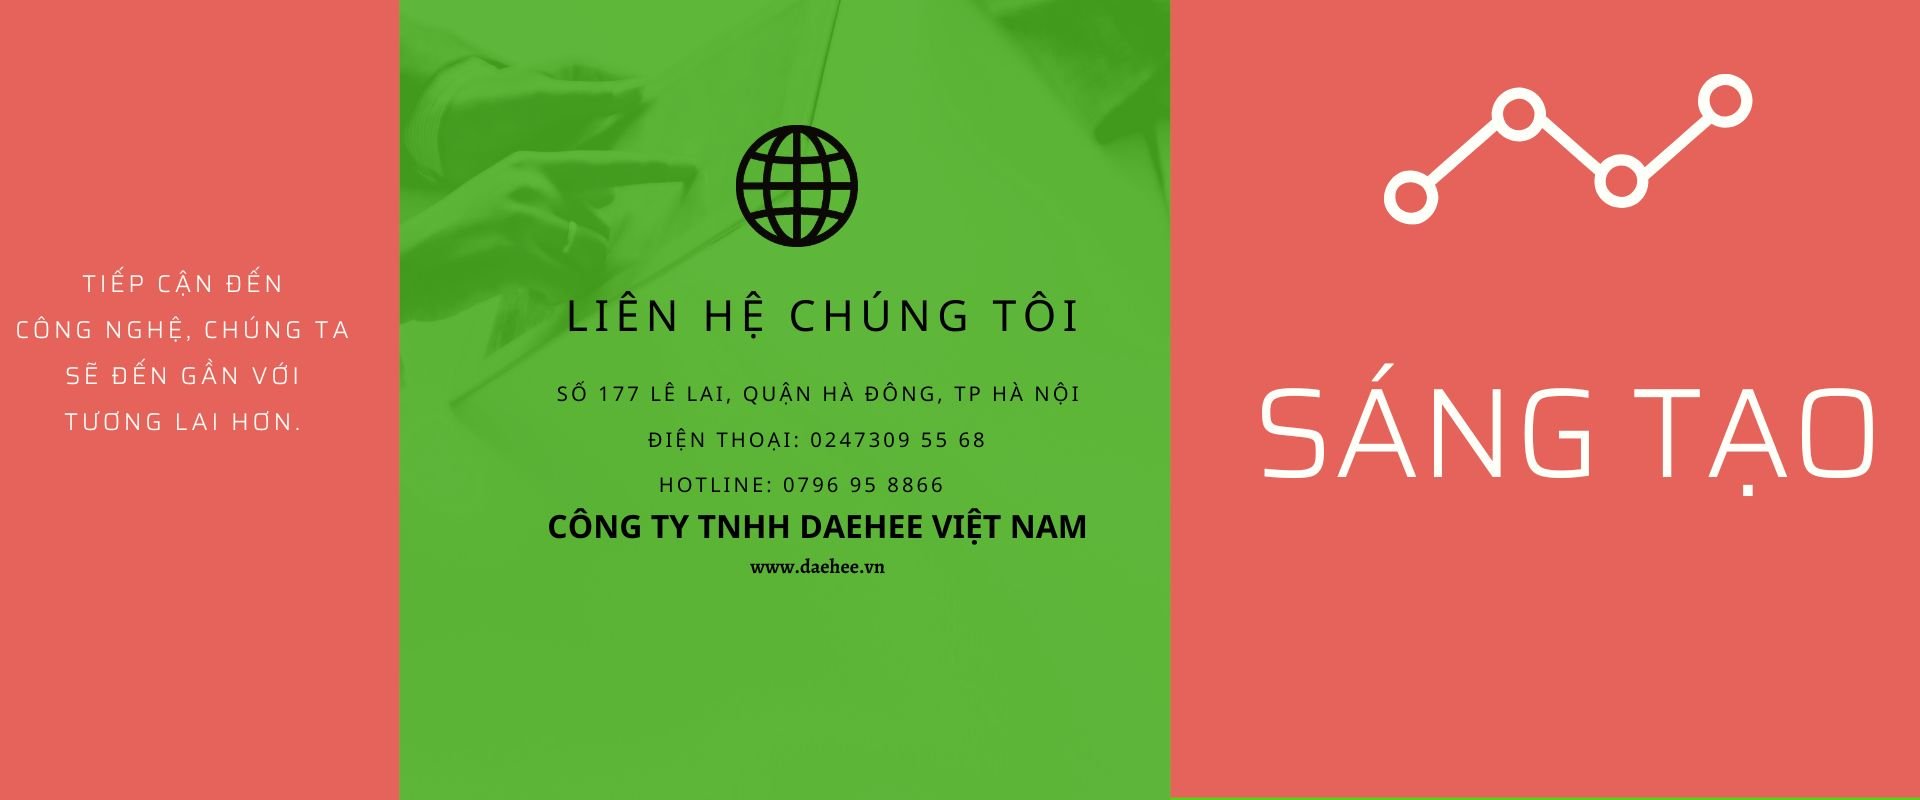 TIẾP CẬN ĐẾN
CÔNG NGHỆ, CHÚNG TA
SẼ ĐẾN GẦN VỚI
TƯƠNG LAI HƠN.
LIÊN HỆ CHÚNG TÔI
SỐ 177 LÊ LAI, QUẬN HÀ ĐÔNG, TP HÀ NỘI
ĐIỆN THOẠI: 0247309 55 68
HOTLINE: 0796 95 8866
CÔNG TY TNHH DAEHEE VIỆT NAM
www.daehee.vn
SÁNG TẠO